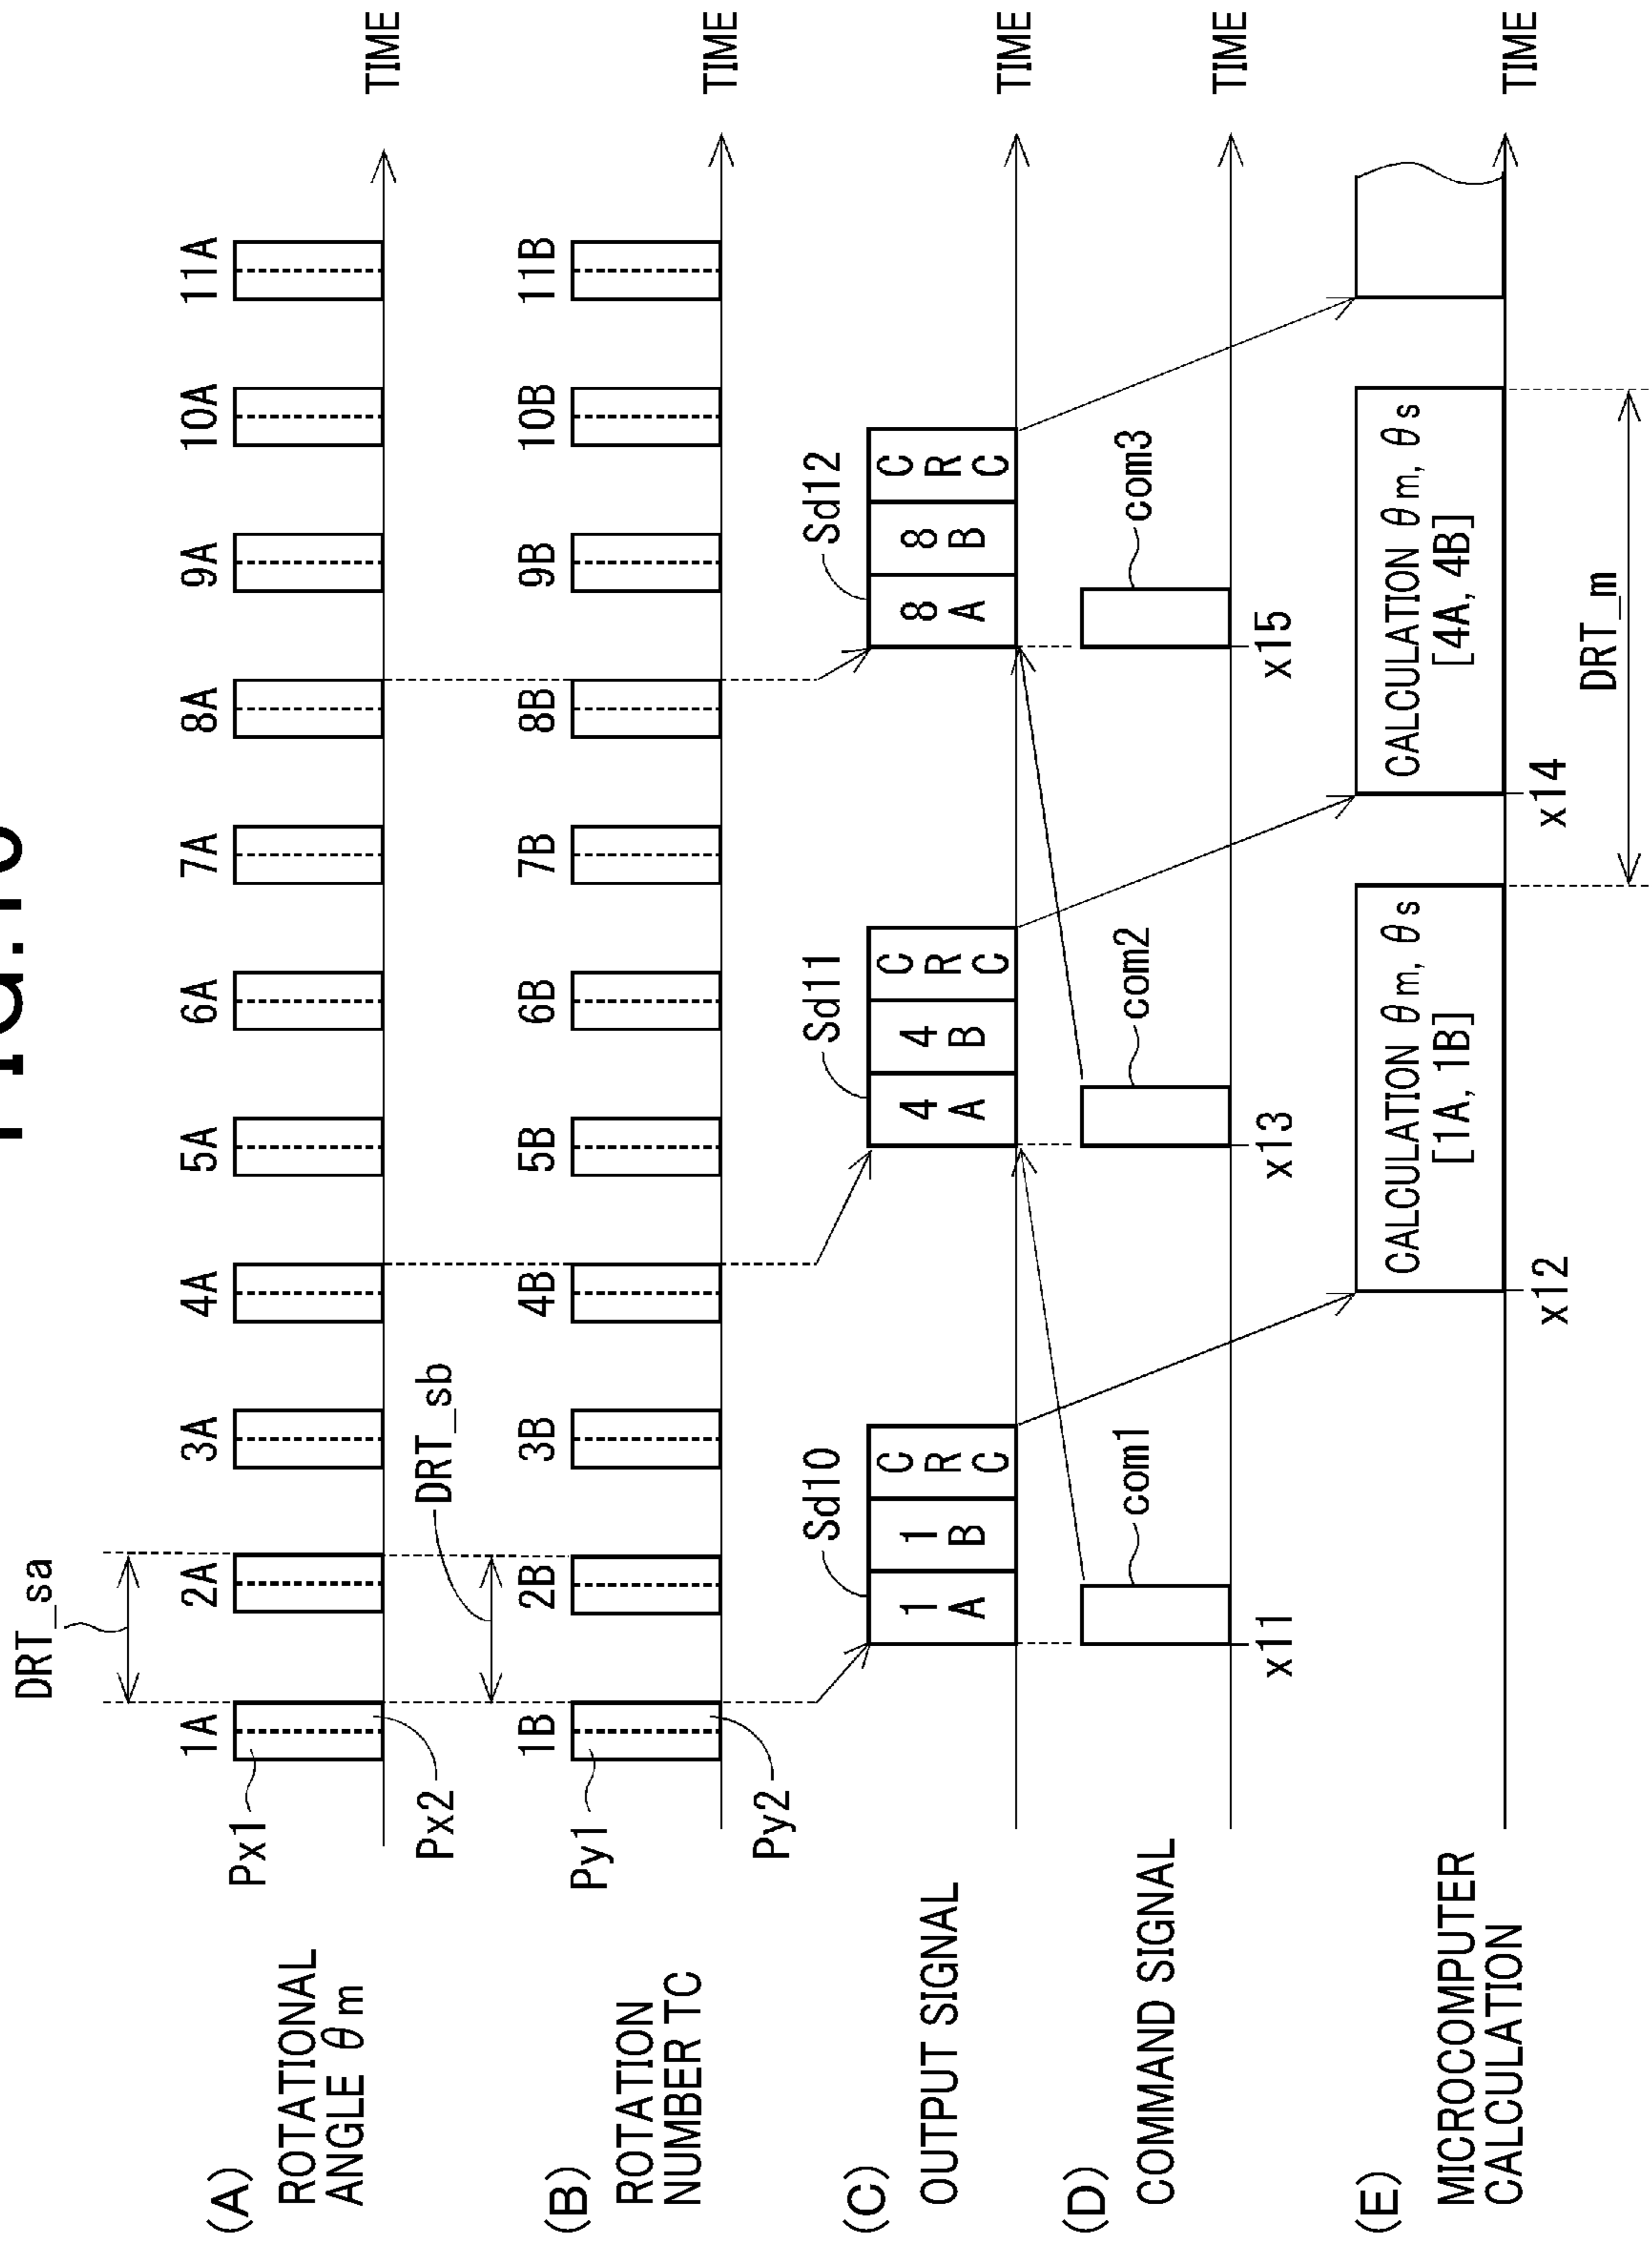 DRT_sa
1A 2A 3A 4A 5A 6A 7A 8A 9A 10A 11A
(A) ROTATIONAL
ANGLE θm
Px1
Px2
TIME
DRT_sb
1B 2B 3B 4B 5B 6B 7B 8B 9B 10B 11B
(B) ROTATION
NUMBER TC
Py1
Py2
TIME
Sd10 Sd11 Sd12
(C) OUTPUT SIGNAL
1A 1B CRC
4A 4B CRC
8A 8B CRC
TIME
(D) COMMAND SIGNAL
com1 com2 com3
x11 x13 x15
TIME
(E) MICROCOMPUTER
CALCULATION
CALCULATION θm, θs
[1A, 1B]
CALCULATION θm, θs
[4A, 4B]
TIME
x12 x14
DRT_m